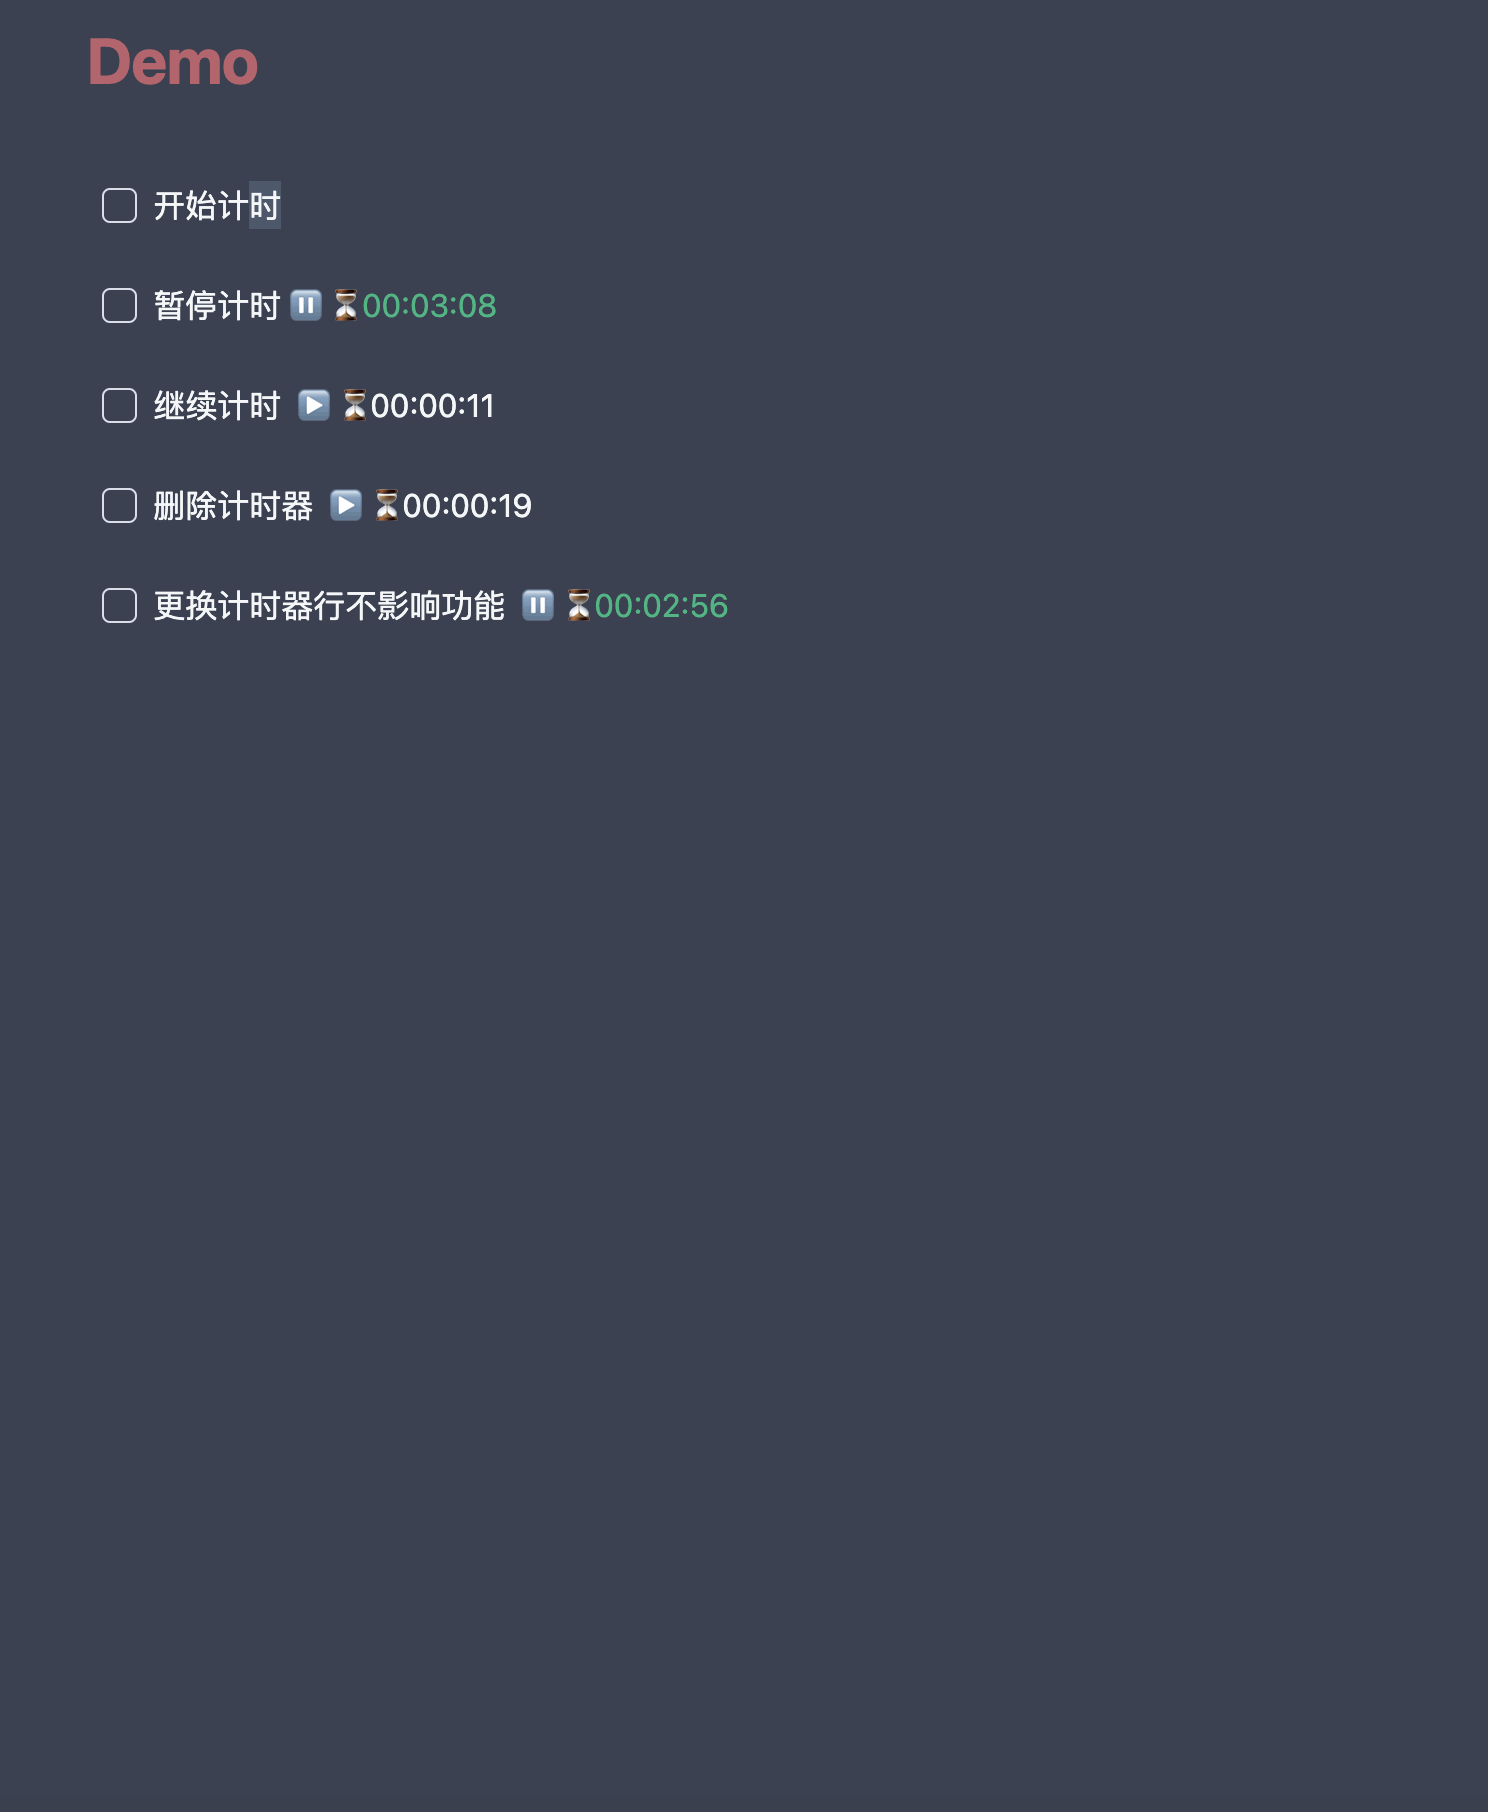 Demo
开始计时
暂停计时 ⏸️ ⏳00:03:08
继续计时 ▶️ ⏳00:00:11
删除计时器 ▶️ ⏳00:00:19
更换计时器行不影响功能 ⏸️ ⏳00:02:56